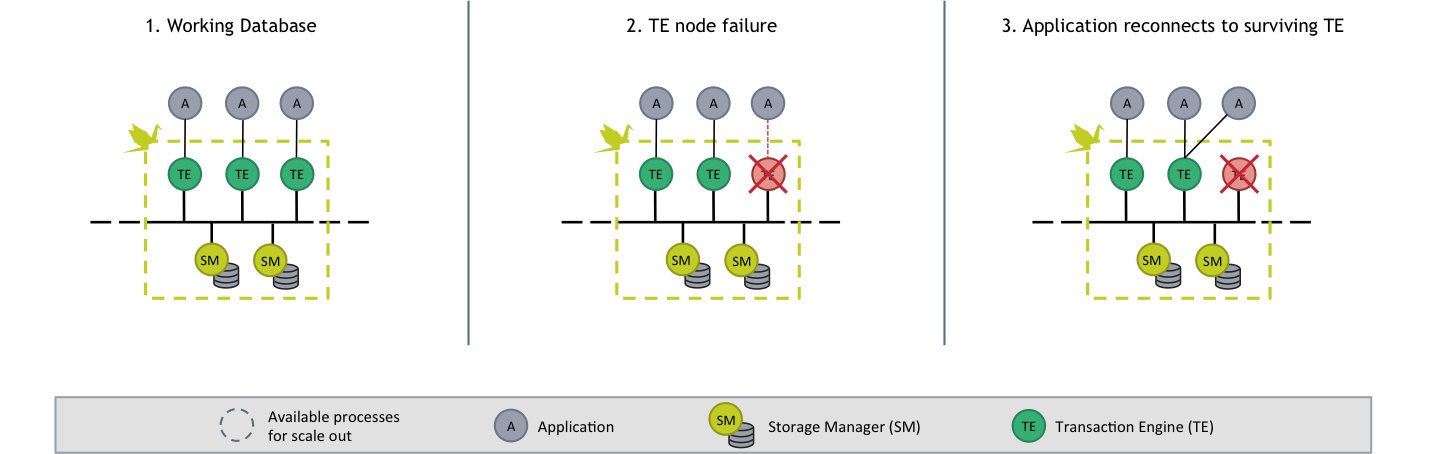 1. Working Database
2. TE node failure
3. Application reconnects to surviving TE
A A A
A A A
A A A
TE TE TE
TE TE TE
TE TE TE
SM SM
SM SM
SM SM
Available processes
for scale out
A Application
SM Storage Manager (SM)
TE Transaction Engine (TE)